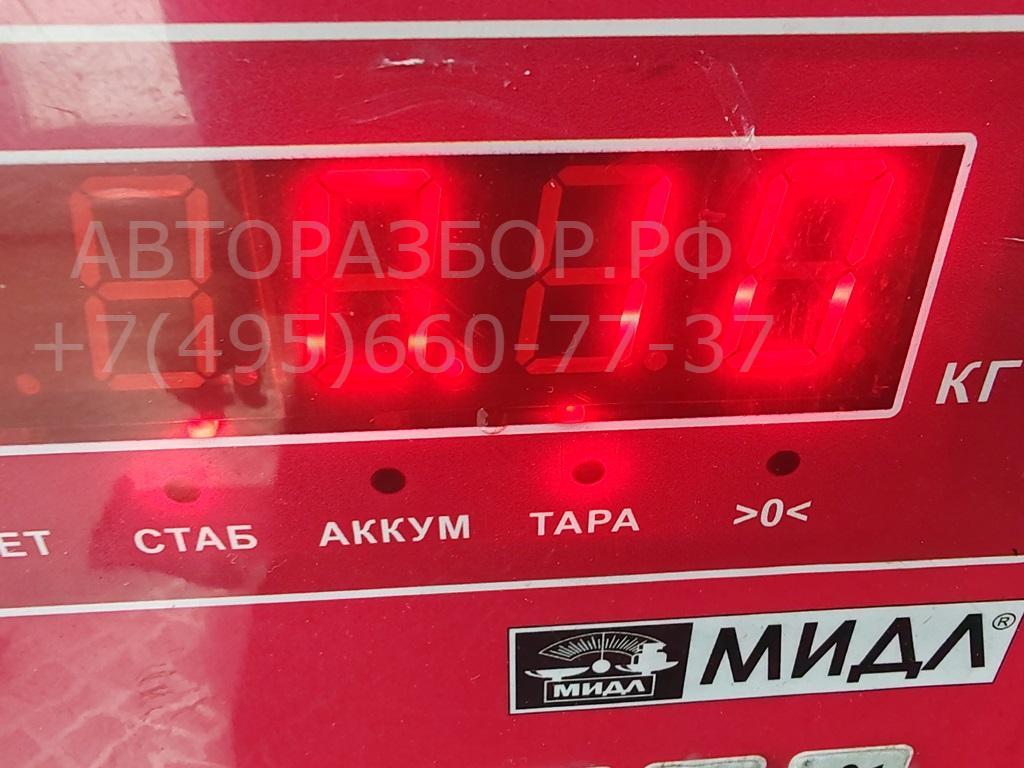 АВТОРАЗБОР.РФ
+7(495)660-77-37
КГ
ЕТ СТАБ АККУМ ТАРА >0<
МИДЛ МИДЛ®